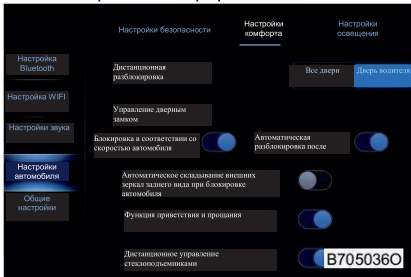 Настройки безопасности
Настройки
комфорта
Настройки
освещения
Настройка
Bluetooth
Настройка WIFI
Настройки звука
Настройки
автомобиля
Общие
настройки
Дистанционная
разблокировка
Все двери
Дверь водителя
Управление дверным
замком
Блокировка в соответствии со
скоростью автомобиля
Автоматическая
разблокировка после
Автоматическое складывание внешних
зеркал заднего вида при блокировке
автомобиля
Функция приветствия и прощания
Дистанционное управление
стеклоподъемниками
B705036O